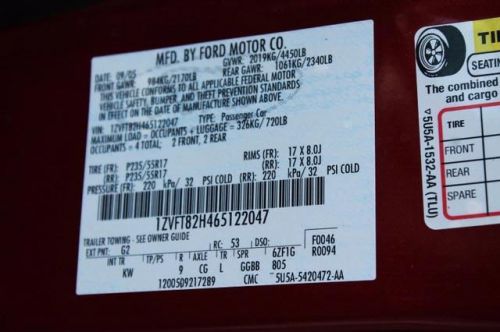 MFD. BY FORD MOTOR CO.
DATE: 09/05 GVWR: 2019KG/4450LB
FRONT GAWR: 984KG/2170LB REAR GAWR: 1061KG/2340LB
THIS VEHICLE CONFORMS TO ALL APPLICABLE FEDERAL MOTOR
VEHICLE SAFETY, BUMPER, AND THEFT PREVENTION STANDARDS
IN EFFECT ON THE DATE OF MANUFACTURE SHOWN ABOVE.
VIN: 1ZVFT82H465122047 TYPE: Passenger Car
MAXIMUM LOAD = OCCUPANTS + LUGGAGE = 326KG/720LB
OCCUPANTS = 4 TOTAL: 2 FRONT, 2 REAR
TIRE (FR): P235/55R17 RIMS (FR): 17 X 8.0J
(R): P235/55R17 (R): 17 X 8.0J
PRESSURE (FR): 220 kPa/ 32 PSI COLD (R): 220 kPa/ 32 PSI COLD
1ZVFT82H465122047
TRAILER TOWING - SEE OWNER GUIDE
EXT PNT: G2 RC: 53 DSO: F0046
INT TR TP/PS R AXLE TR SPR 6ZF1G R0094
KW 9 CG L GGBB 805
1200509217289 CMC 5U5A-5420472-AA
TI
SEATIN
The combined
and cargo
TIRE
FRONT
REAR
SPARE
5U5A-1532-AA (TLU)